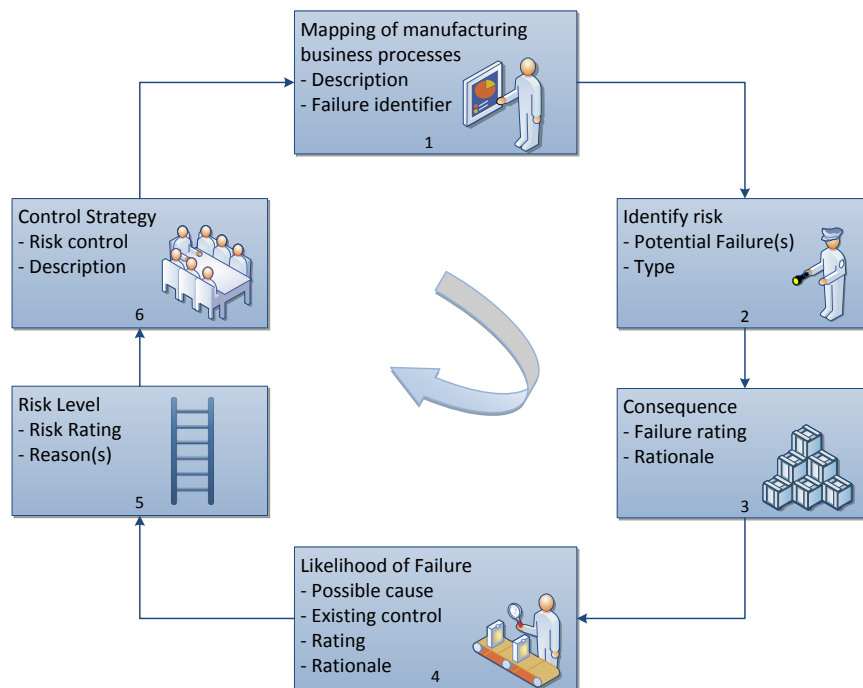 Mapping of manufacturing
business processes
- Description
- Failure identifier
1
Identify risk
- Potential Failure(s)
- Type
2
Consequence
- Failure rating
- Rationale
3
Likelihood of Failure
- Possible cause
- Existing control
- Rating
- Rationale
4
Risk Level
- Risk Rating
- Reason(s)
5
Control Strategy
- Risk control
- Description
6